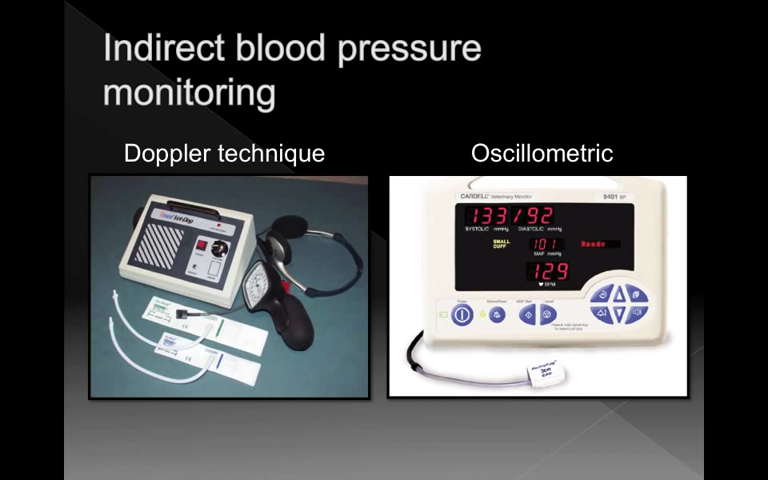 Indirect blood pressure
monitoring
Doppler technique
Oscillometric
CARDELL Veterinary Monitor
9401 BP
133/92
SYSTOLIC mmHg
DIASTOLIC mmHg
SMALL
CUFF
101
MAP mmHg
129
BPM